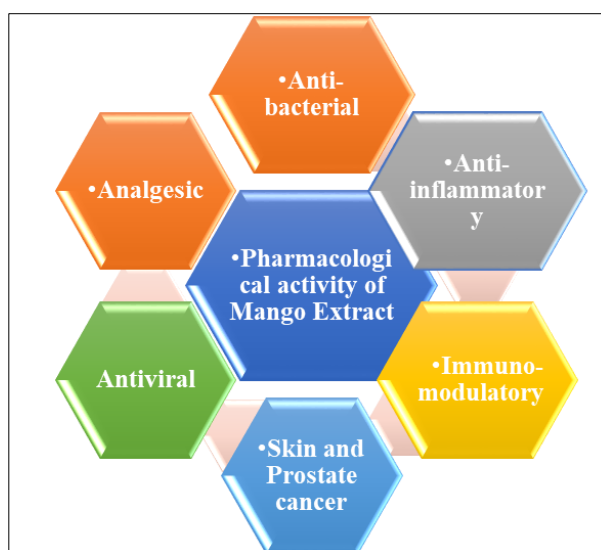 •Anti-
bacterial
•Anti-
inflammator
y
•Analgesic
•Pharmacologi
cal activity of
Mango Extract
•Immuno-
modulatory
Antiviral
•Skin and
Prostate
cancer